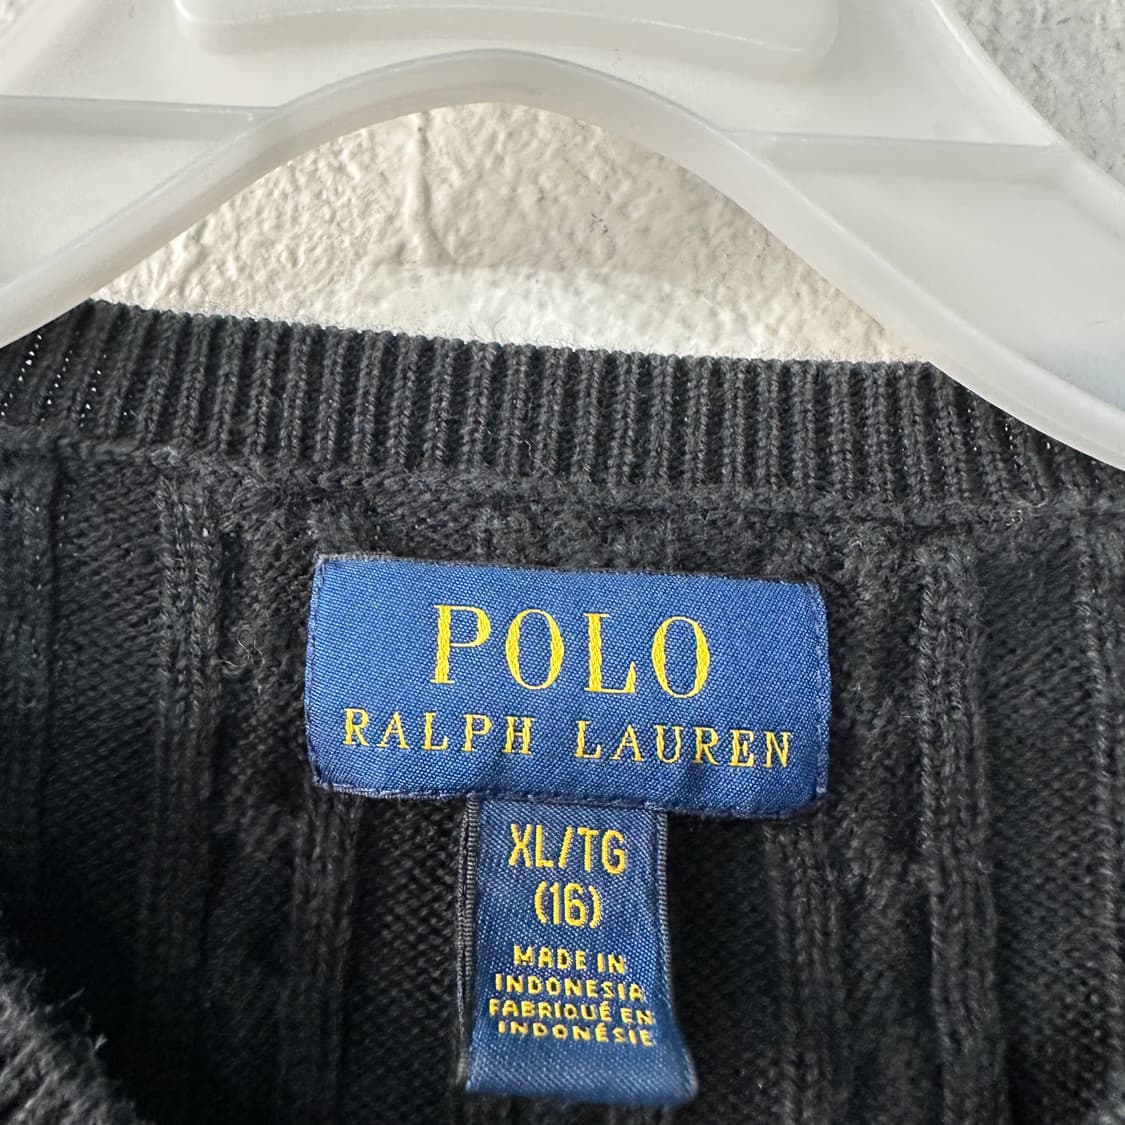 POLO
RALPH LAUREN
XL/TG
(16)
MADE IN
INDONESIA
FABRIQUÉ EN
INDONÉSIE